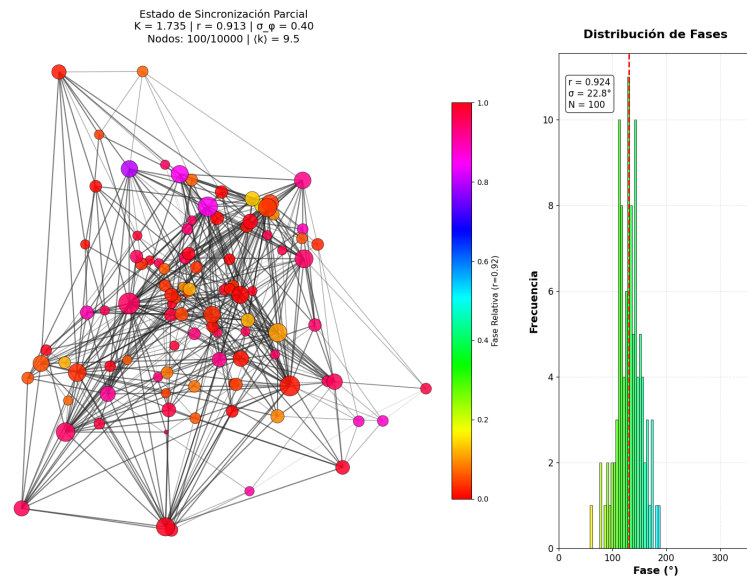 Estado de Sincronización Parcial
K = 1.735 | r = 0.913 | σ_φ = 0.40
Nodos: 100/10000 | ⟨k⟩ = 9.5
1.0
0.8
0.6
0.4
0.2
0.0
Fase Relativa (r=0.92)
Distribución de Fases
r = 0.924
σ = 22.8°
N = 100
10
8
6
4
2
0
Frecuencia
0
100
200
300
Fase (°)